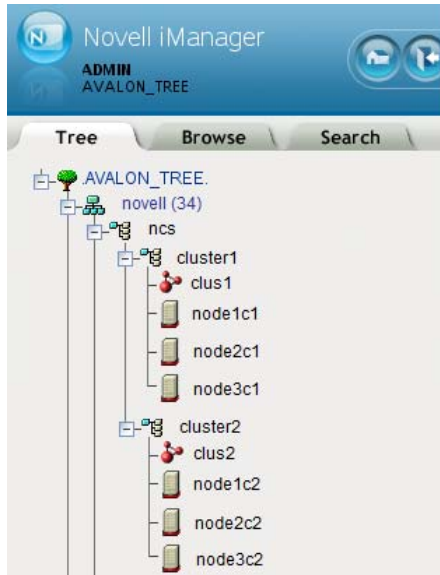 N
Novell iManager
ADMIN
AVALON_TREE
Tree Browse Search
.AVALON_TREE.
novell (34)
ncs
cluster1
clus1
node1c1
node2c1
node3c1
cluster2
clus2
node1c2
node2c2
node3c2